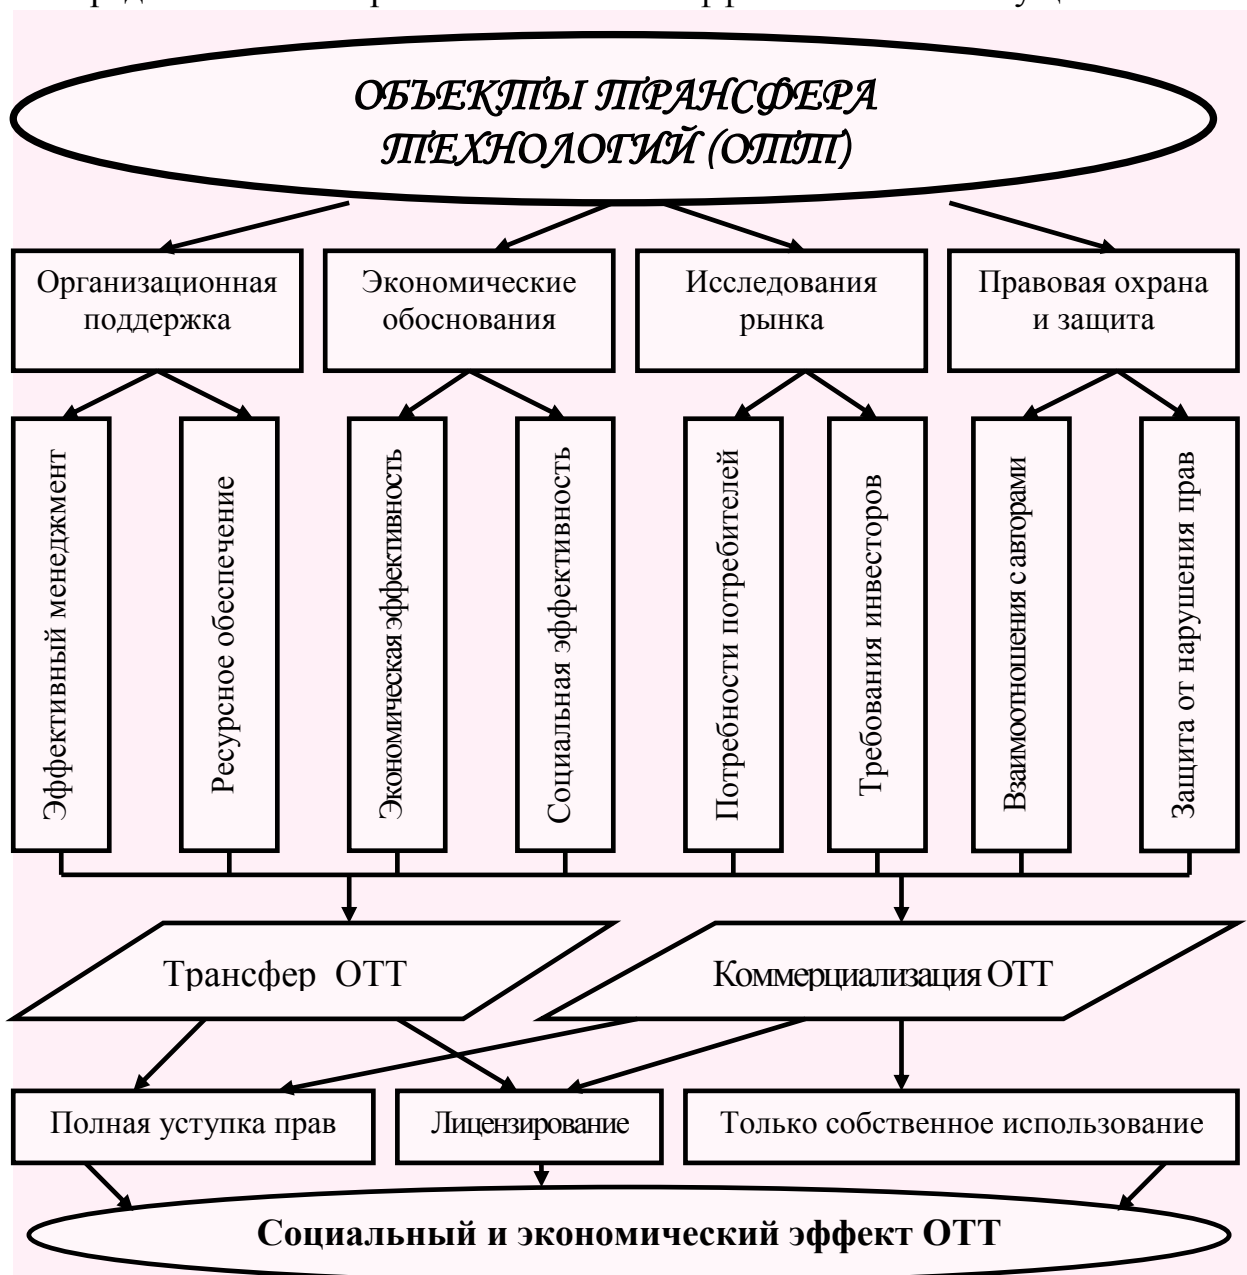 ОБЪЕКТЫ ТРАНСФЕРА
ТЕХНОЛОГИЙ (ОТТ)
Организационная
поддержка
Экономические
обоснования
Исследования
рынка
Правовая охрана
и защита
Эффективный менеджмент
Ресурсное обеспечение
Экономическая эффективность
Социальная эффективность
Потребности потребителей
Требования инвесторов
Взаимоотношения с авторами
Защита от нарушения прав
Трансфер ОТТ
Коммерциализация ОТТ
Полная уступка прав
Лицензирование
Только собственное использование
Социальный и экономический эффект ОТТ